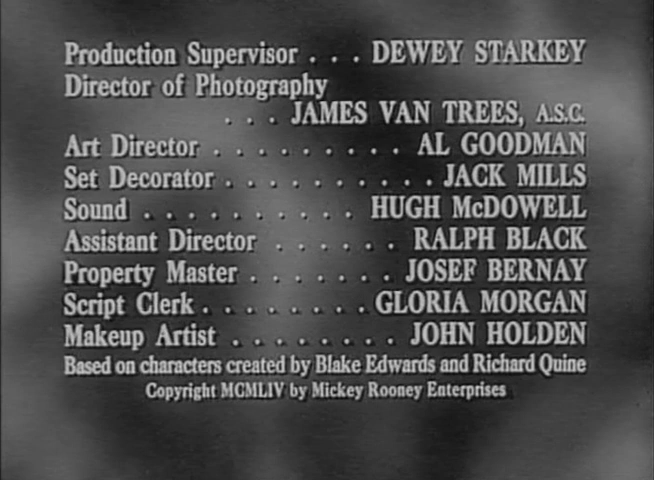 Production Supervisor . . . DEWEY STARKEY
Director of Photography
. . . JAMES VAN TREES, A.S.C.
Art Director . . . . . . . . . AL GOODMAN
Set Decorator . . . . . . . . . . JACK MILLS
Sound . . . . . . . . . . HUGH McDOWELL
Assistant Director . . . . . . RALPH BLACK
Property Master . . . . . . . JOSEF BERNAY
Script Clerk . . . . . . . . GLORIA MORGAN
Makeup Artist . . . . . . . . JOHN HOLDEN
Based on characters created by Blake Edwards and Richard Quine
Copyright MCMLIV by Mickey Rooney Enterprises